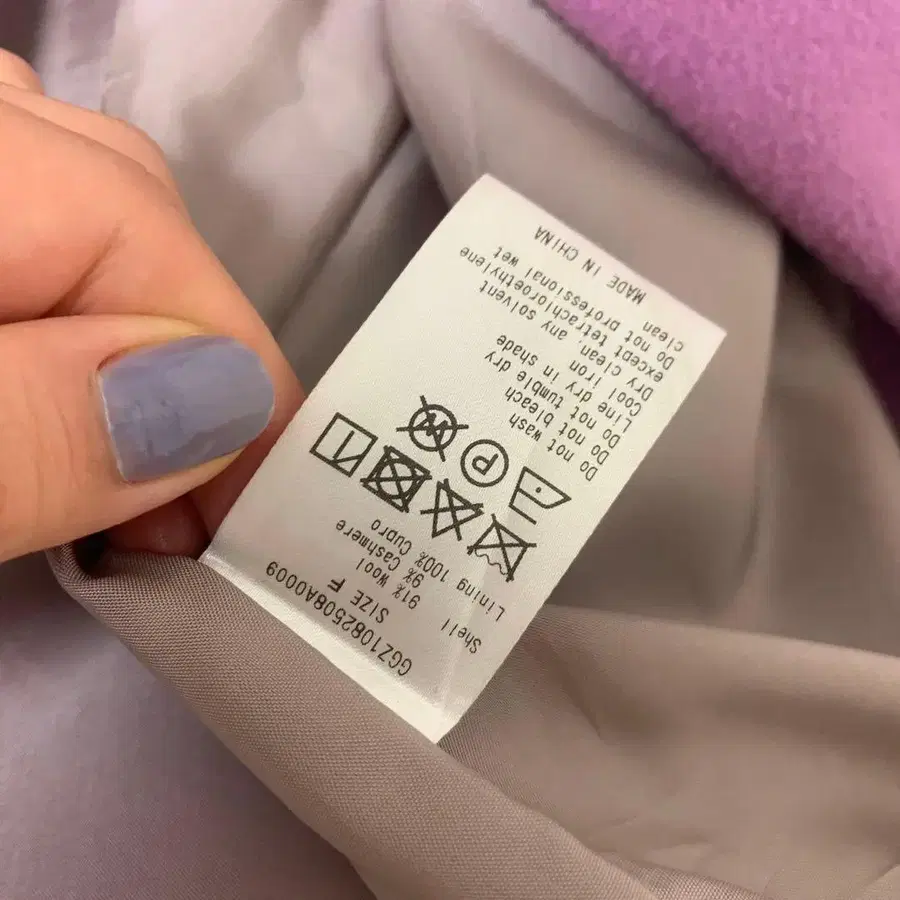 GGZ1082508A0009
SIZE F
Shell 91% Wool
9% Cashmere
Lining 100% Cupro
P
W
Do not wash
Do not bleach
Do not tumble dry
Line dry in shade
Cool iron
Dry clean, any solvent
except tetrachloroethylene
Do not professional wet
clean
MADE IN CHINA